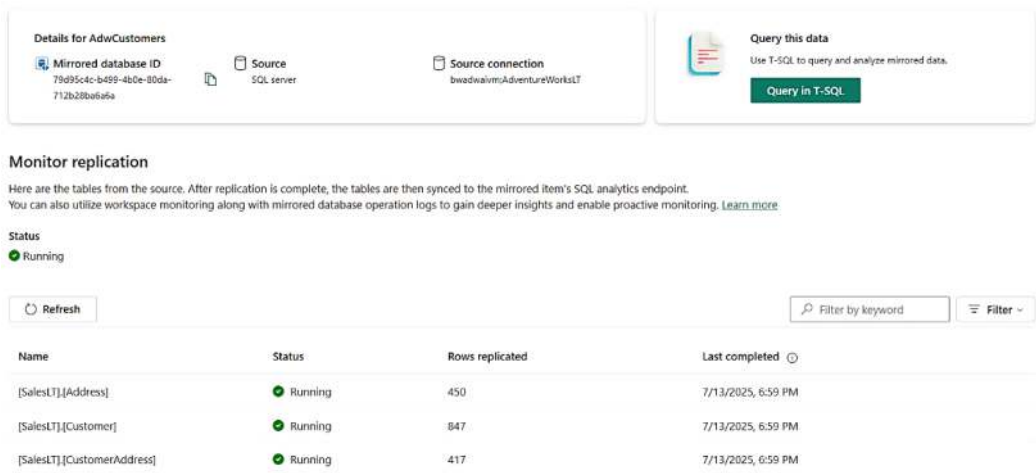 Details for AdwCustomers
Mirrored database ID
79d95c4c-b499-4b0e-80da-
712b28ba6a6a
Source
SQL server
Source connection
bwadwaivm;AdventureWorksLT
Query this data
Use T-SQL to query and analyze mirrored data.
Query in T-SQL
Monitor replication
Here are the tables from the source. After replication is complete, the tables are then synced to the mirrored item's SQL analytics endpoint.
You can also utilize workspace monitoring along with mirrored database operation logs to gain deeper insights and enable proactive monitoring. Learn more
Status
Running
Refresh
Filter by keyword
Filter
Name Status Rows replicated Last completed
[SalesLT].[Address] Running 450 7/13/2025, 6:59 PM
[SalesLT].[Customer] Running 847 7/13/2025, 6:59 PM
[SalesLT].[CustomerAddress] Running 417 7/13/2025, 6:59 PM